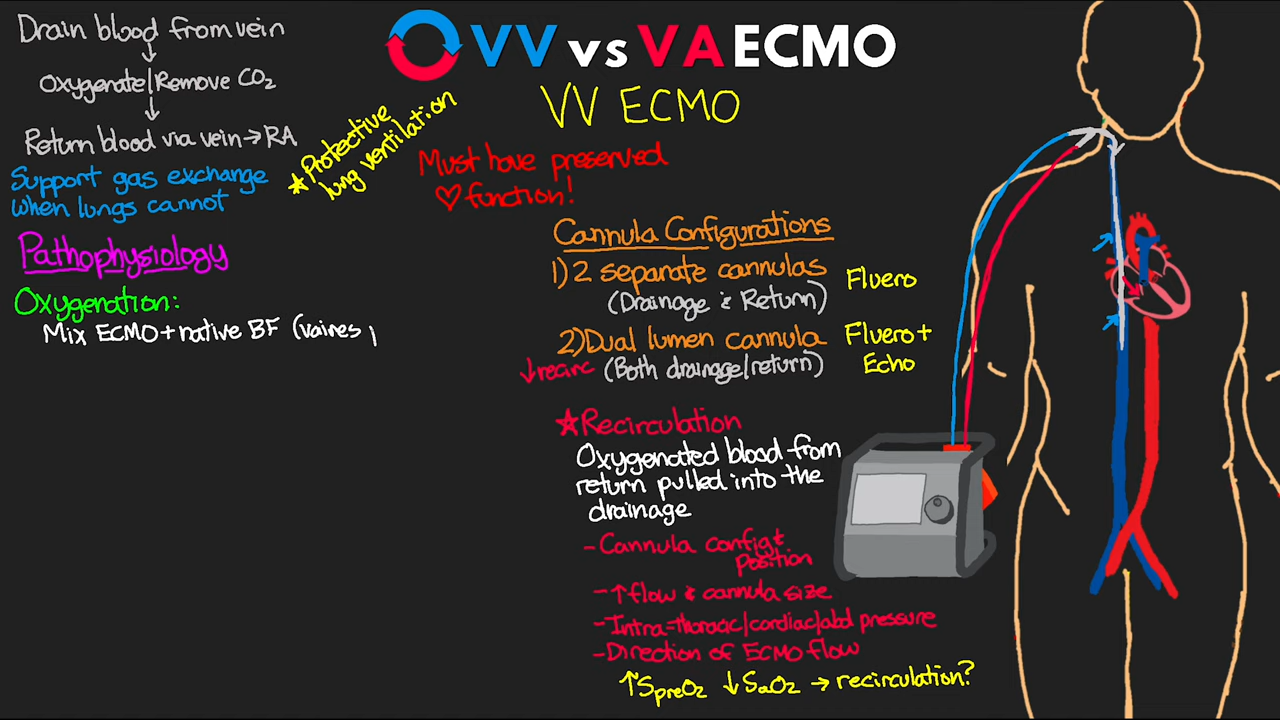 VV vs VA ECMO
VV ECMO
Drain blood from vein
↓
Oxygenate/Remove CO2
↓
Return blood via vein→RA
Support gas exchange
when lungs cannot
★Protective
lung ventilation
Must have preserved
♡function!
Pathophysiology
Oxygenation:
Mix ECMO+native BF (vaires
Cannula Configurations
1) 2 separate cannulas
(Drainage & Return)
Fluero
2) Dual lumen cannula
↓recirc (Both drainage/return)
Fluero+
Echo
★Recirculation
Oxygenated blood from
return pulled into the
drainage
-Cannula config &
position
-↑flow & cannula size
-Intra-thorac/cardiac/abd pressure
-Direction of ECMO flow
↑SpreO2 ↓SaO2 → recirculation?